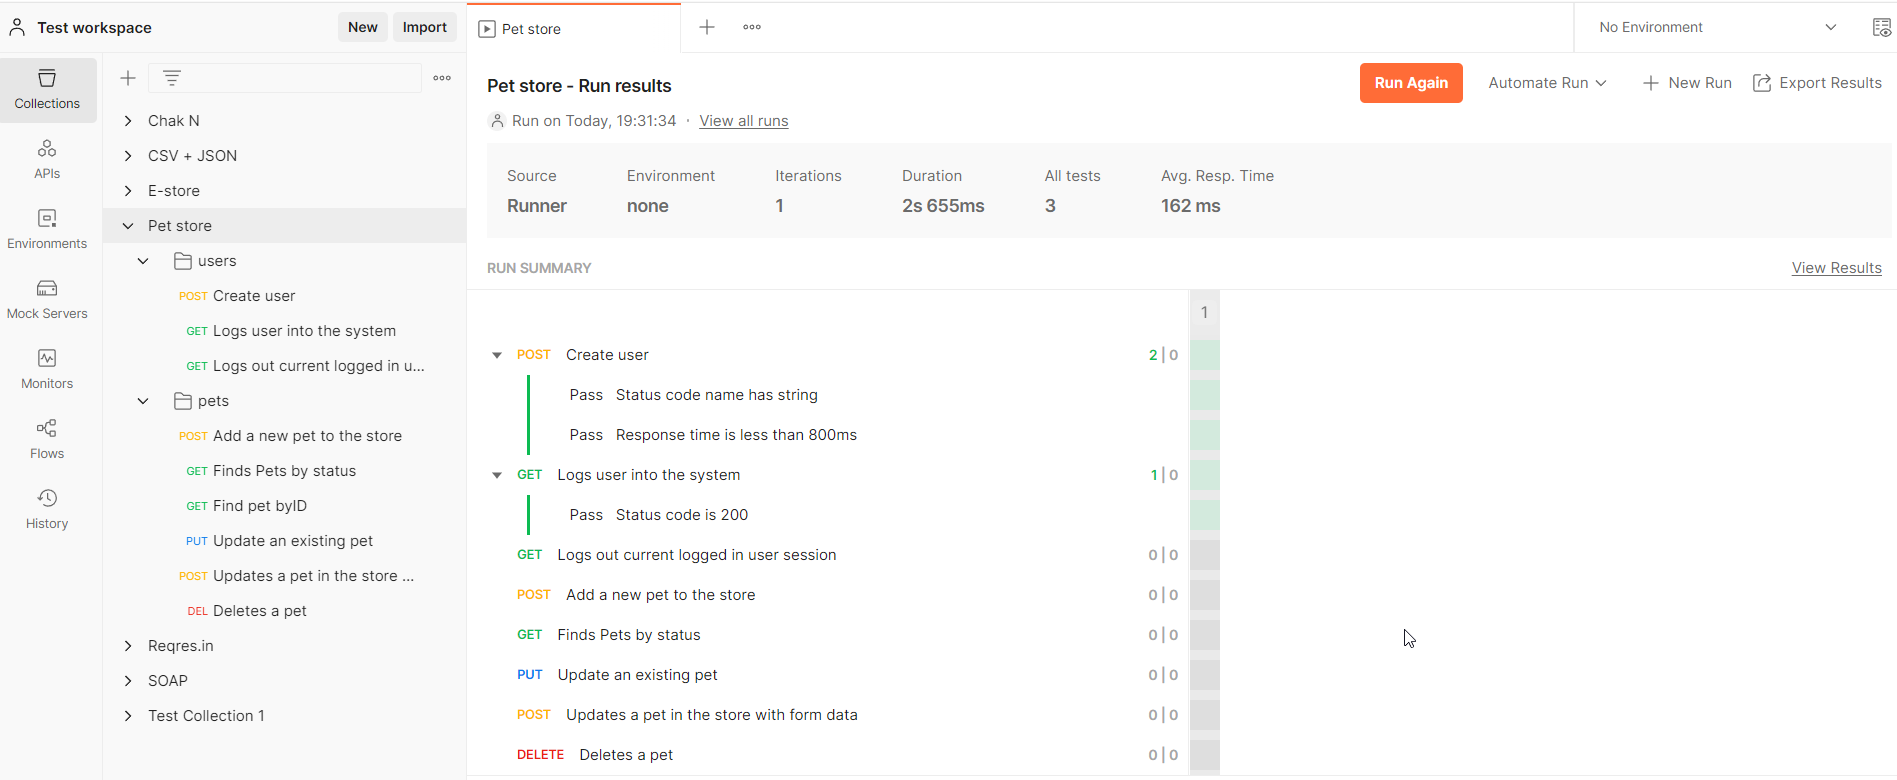 Test workspace
New
Import
Collections
APIs
Environments
Mock Servers
Monitors
Flows
History
Chak N
CSV + JSON
E-store
Pet store
users
POST Create user
GET Logs user into the system
GET Logs out current logged in u...
pets
POST Add a new pet to the store
GET Finds Pets by status
GET Find pet byID
PUT Update an existing pet
POST Updates a pet in the store ...
DEL Deletes a pet
Reqres.in
SOAP
Test Collection 1
Pet store
No Environment
Pet store - Run results
Run Again
Automate Run
New Run
Export Results
Run on Today, 19:31:34 · View all runs
Source Environment Iterations Duration All tests Avg. Resp. Time
Runner none 1 2s 655ms 3 162 ms
RUN SUMMARY
View Results
1
POST Create user 2 | 0
Pass Status code name has string
Pass Response time is less than 800ms
GET Logs user into the system 1 | 0
Pass Status code is 200
GET Logs out current logged in user session 0 | 0
POST Add a new pet to the store 0 | 0
GET Finds Pets by status 0 | 0
PUT Update an existing pet 0 | 0
POST Updates a pet in the store with form data 0 | 0
DELETE Deletes a pet 0 | 0